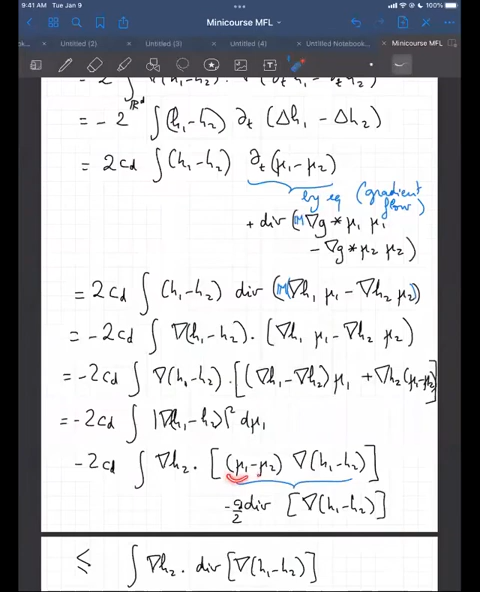 9:41 AM Tue Jan 9
100%
Minicourse MFL
Untitled (2) Untitled (3) Untitled (4) Untitled Notebook... Minicourse MFL
= 2 ∫_{ℝ^d} ∇(h₁-h₂) · ∇(∂ₜh₁ - ∂ₜh₂)
= - 2 ∫(h₁-h₂) ∂ₜ (Δh₁ - Δh₂)
= 2cd ∫(h₁-h₂) ∂ₜ(μ₁-μ₂)
by eq (gradient flow)
+ div (𝕄∇g*μ₁ μ₁
- ∇g*μ₂ μ₂)
= 2cd ∫ (h₁-h₂) div (𝕄(∇h₁ μ₁ - ∇h₂ μ₂))
= -2cd ∫ ∇(h₁-h₂) · (∇h₁ μ₁ - ∇h₂ μ₂)
= -2cd ∫ ∇(h₁-h₂) · [(∇h₁-∇h₂) μ₁ + ∇h₂(μ₁-μ₂)]
= -2cd ∫ |∇(h₁-h₂)|² dμ₁
-2cd ∫ ∇h₂ · [(μ₁-μ₂) ∇(h₁-h₂)]
div [∇(h₁-h₂)]
≤ ∫ ∇h₂ · div [∇(h₁-h₂)]